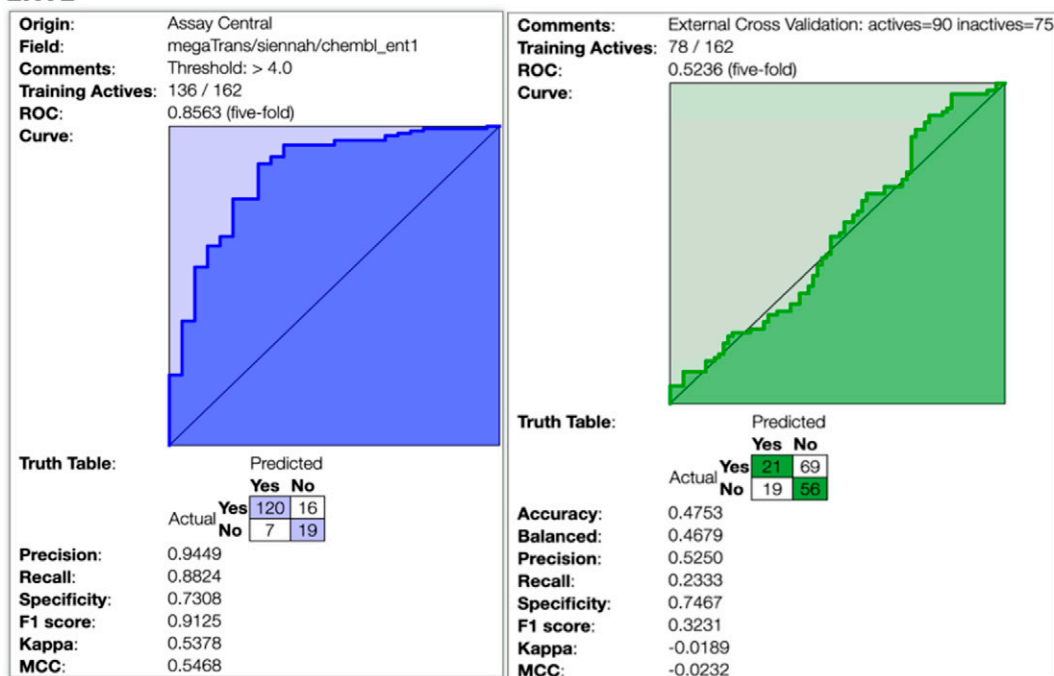 Origin: Assay Central
Field: megaTrans/siennah/chembl_ent1
Comments: Threshold: > 4.0
Training Actives: 136 / 162
ROC: 0.8563 (five-fold)
Curve:
Truth Table: Predicted
Yes No
Actual Yes 120 16
No 7 19
Precision: 0.9449
Recall: 0.8824
Specificity: 0.7308
F1 score: 0.9125
Kappa: 0.5378
MCC: 0.5468
Comments: External Cross Validation: actives=90 inactives=75
Training Actives: 78 / 162
ROC: 0.5236 (five-fold)
Curve:
Truth Table: Predicted
Yes No
Actual Yes 21 69
No 19 56
Accuracy: 0.4753
Balanced: 0.4679
Precision: 0.5250
Recall: 0.2333
Specificity: 0.7467
F1 score: 0.3231
Kappa: -0.0189
MCC: -0.0232